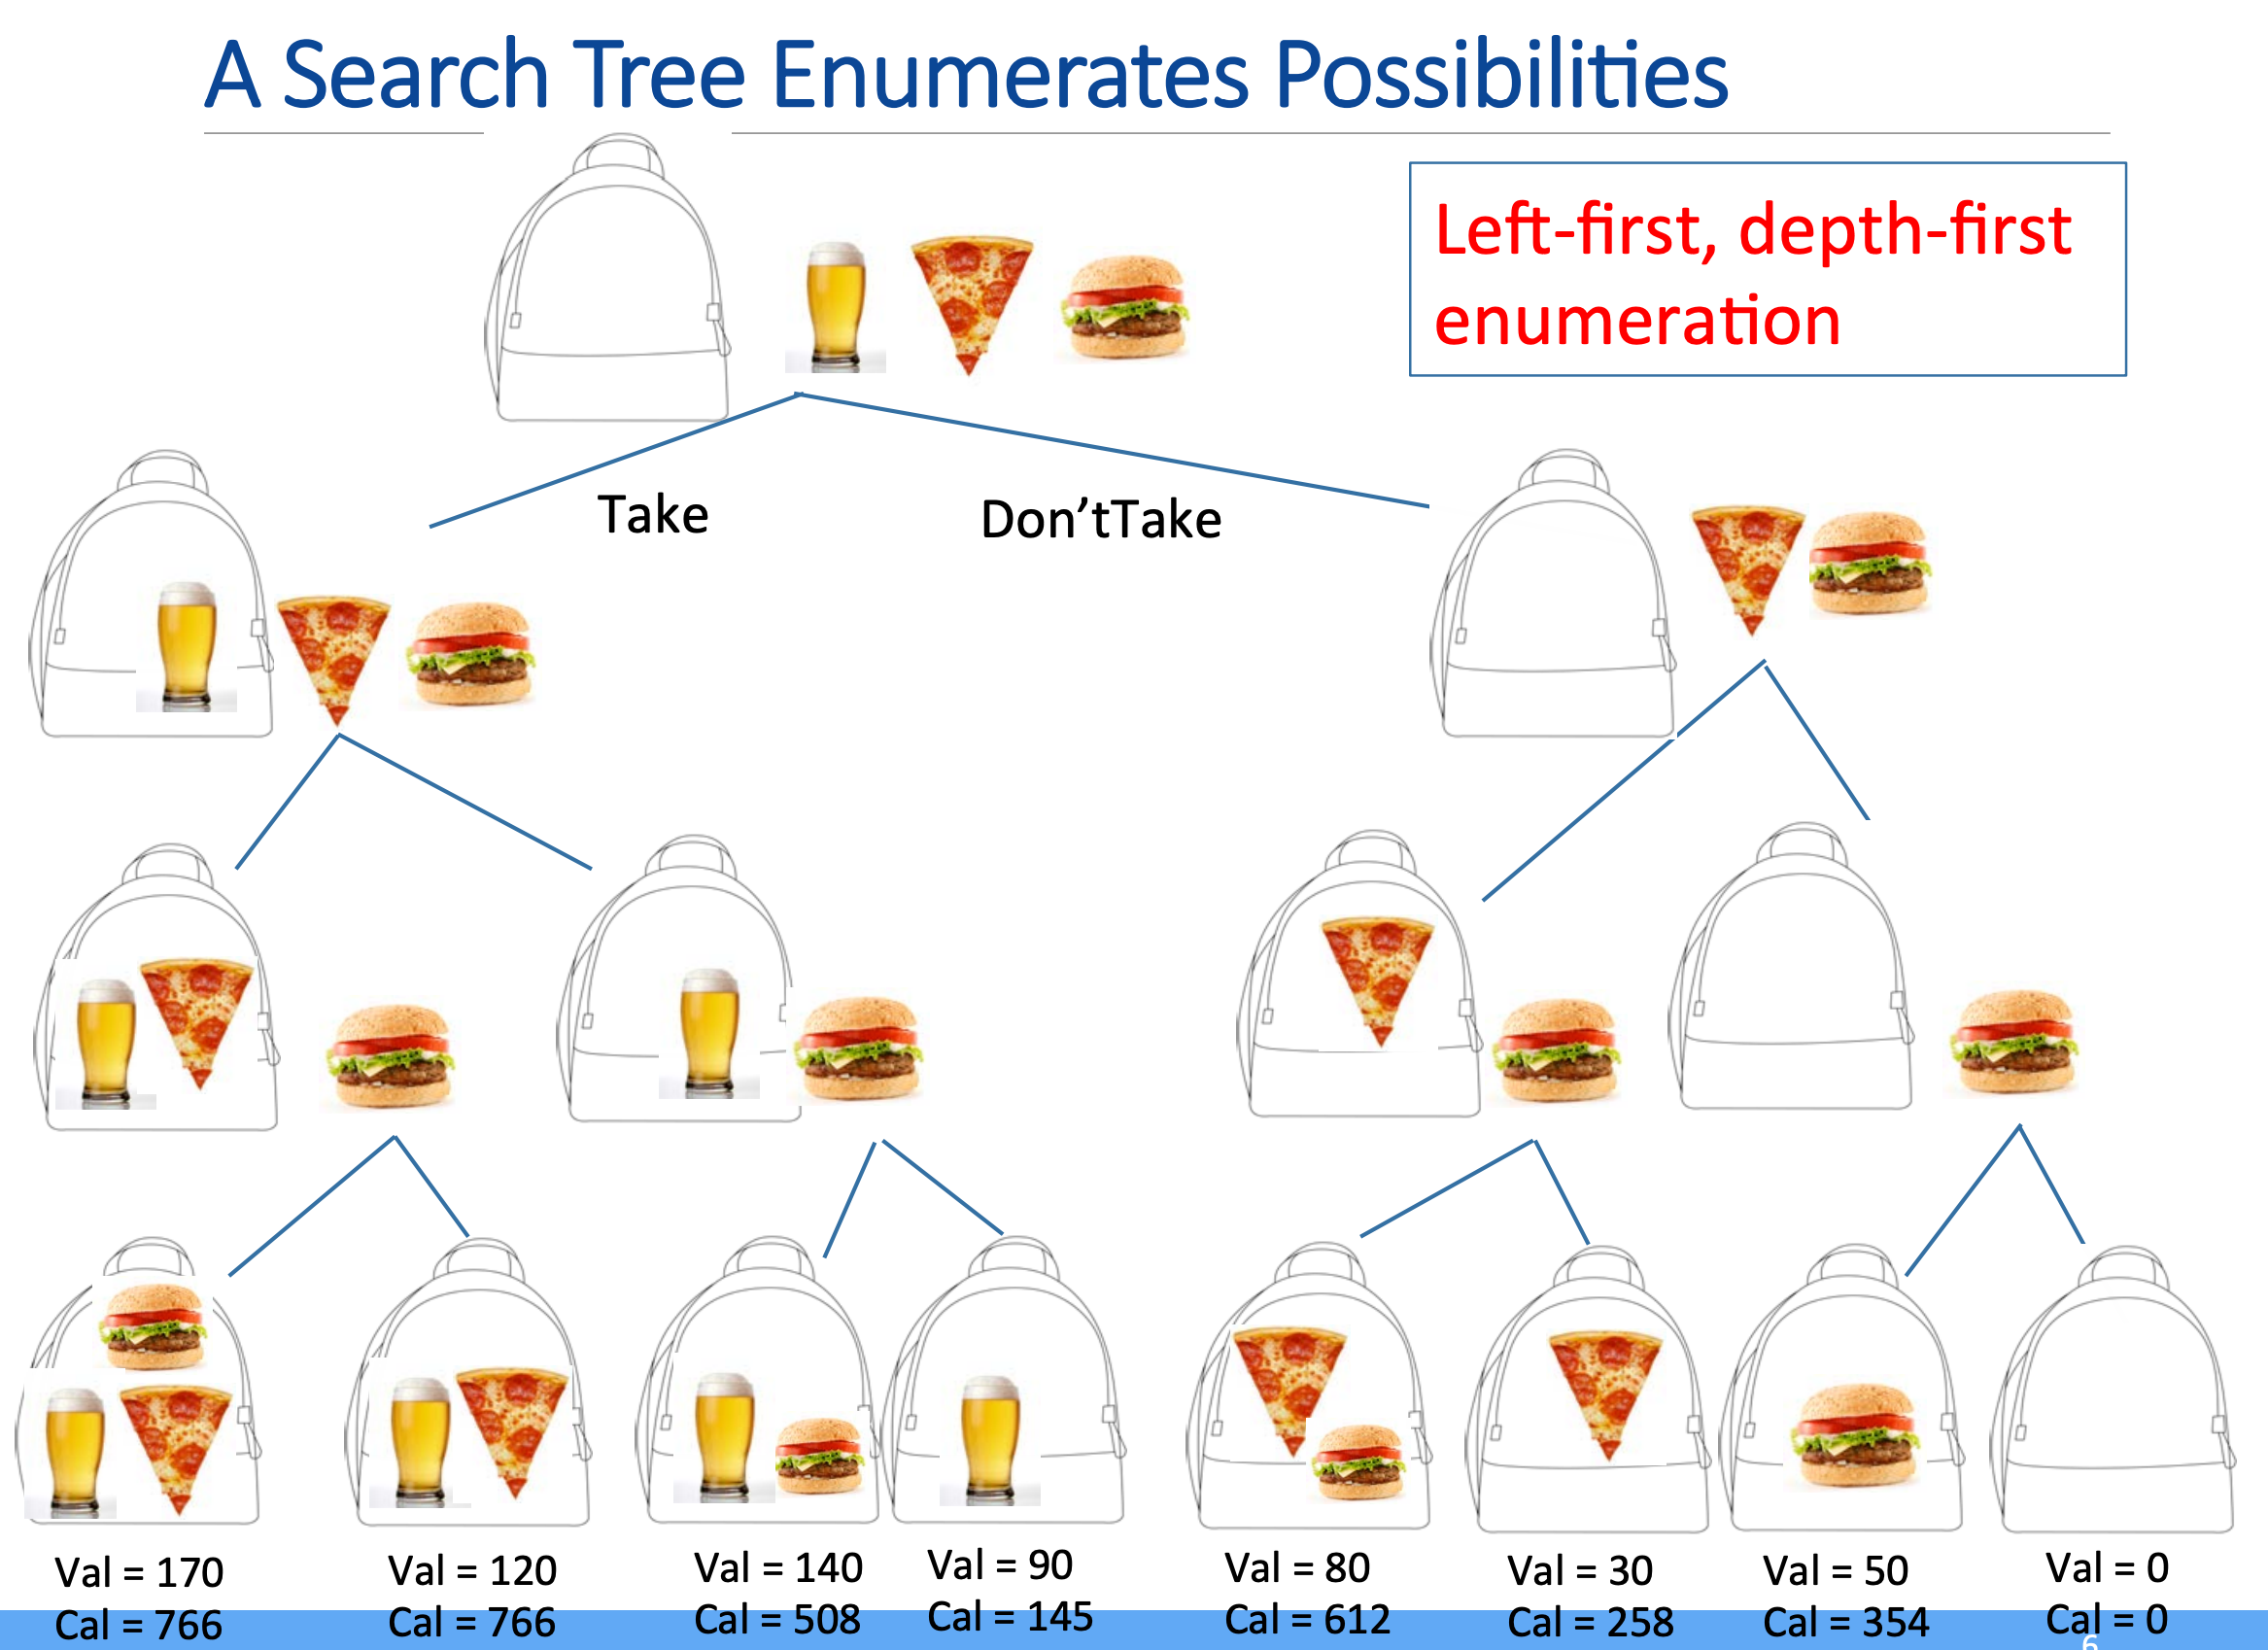 A Search Tree Enumerates Possibilities
Left-first, depth-first
enumeration
Take
Don’tTake
Val = 170
Cal = 766
Val = 120
Cal = 766
Val = 140
Cal = 508
Val = 90
Cal = 145
Val = 80
Cal = 612
Val = 30
Cal = 258
Val = 50
Cal = 354
Val = 0
Cal = 0
6